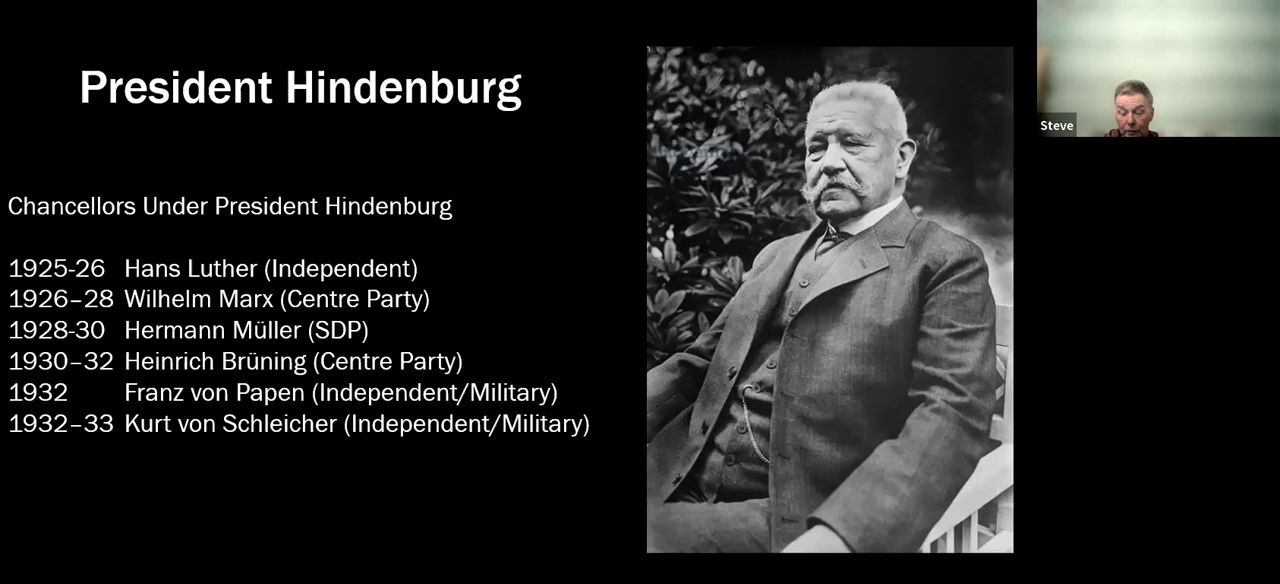 President Hindenburg
Chancellors Under President Hindenburg
1925-26 Hans Luther (Independent)
1926–28 Wilhelm Marx (Centre Party)
1928-30 Hermann Müller (SDP)
1930–32 Heinrich Brüning (Centre Party)
1932 Franz von Papen (Independent/Military)
1932–33 Kurt von Schleicher (Independent/Military)
Steve